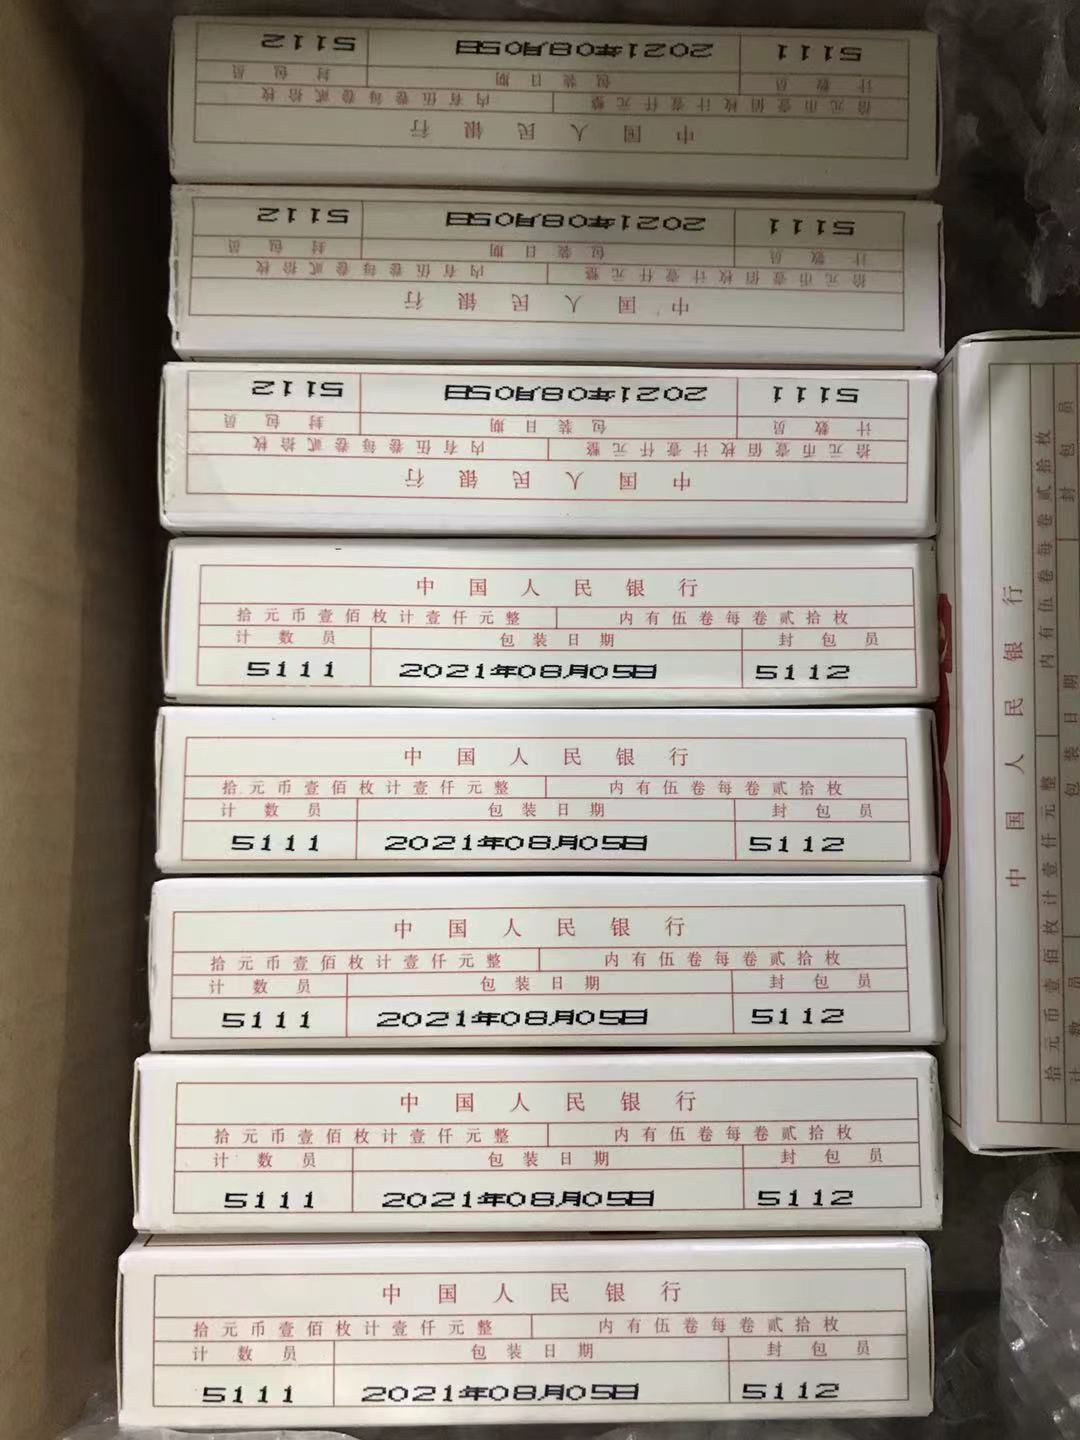 5111 2021年08月05日 5112
计数员 包装日期 封包员
拾元币壹佰枚计壹仟元整 内有伍卷每卷贰拾枚
中国人民银行
5111 2021年08月05日 5112
计数员 包装日期 封包员
拾元币壹佰枚计壹仟元整 内有伍卷每卷贰拾枚
中国人民银行
5111 2021年08月05日 5112
计数员 包装日期 封包员
拾元币壹佰枚计壹仟元整 内有伍卷每卷贰拾枚
中国人民银行
中国人民银行
拾元币壹佰枚计壹仟元整 内有伍卷每卷贰拾枚
计数员 包装日期 封包员
5111 2021年08月05日 5112
中国人民银行
拾元币壹佰枚计壹仟元整 内有伍卷每卷贰拾枚
计数员 包装日期 封包员
5111 2021年08月05日 5112
中国人民银行
拾元币壹佰枚计壹仟元整 内有伍卷每卷贰拾枚
计数员 包装日期 封包员
5111 2021年08月05日 5112
中国人民银行
拾元币壹佰枚计壹仟元整 内有伍卷每卷贰拾枚
计数员 包装日期 封包员
5111 2021年08月05日 5112
中国人民银行
拾元币壹佰枚计壹仟元整 内有伍卷每卷贰拾枚
计数员 包装日期 封包员
5111 2021年08月05日 5112
中国人民银行
拾元币壹佰枚计壹仟元整 内有伍卷每卷贰拾枚
计数员 包装日期 封包员